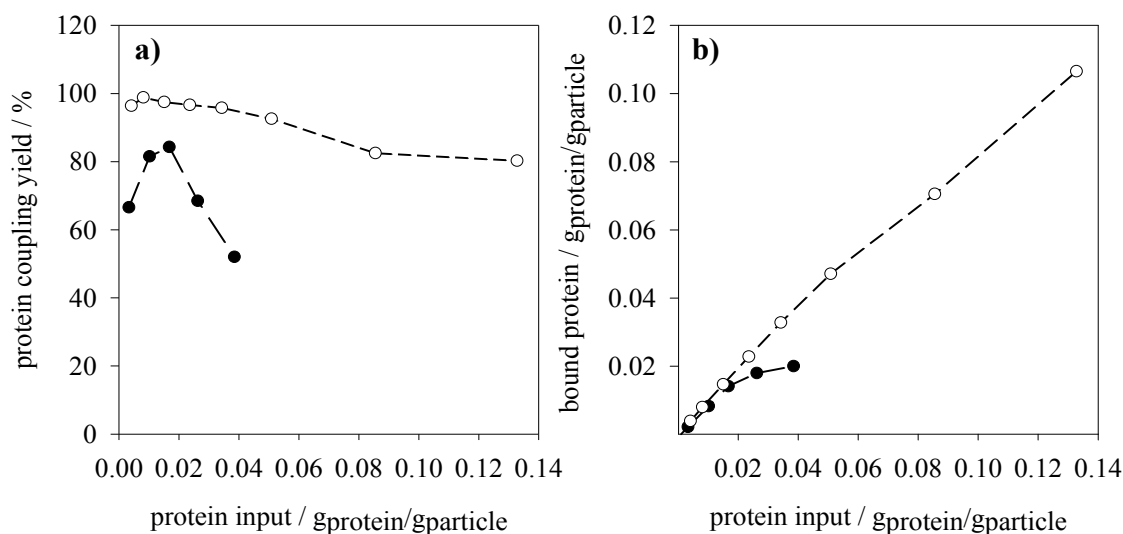 a)
protein coupling yield / %
120
100
80
60
40
20
0
0.00 0.02 0.04 0.06 0.08 0.10 0.12 0.14
protein input / gprotein/gparticle
b)
bound protein / gprotein/gparticle
0.12
0.10
0.08
0.06
0.04
0.02
0.02 0.04 0.06 0.08 0.10 0.12 0.14
protein input / gprotein/gparticle